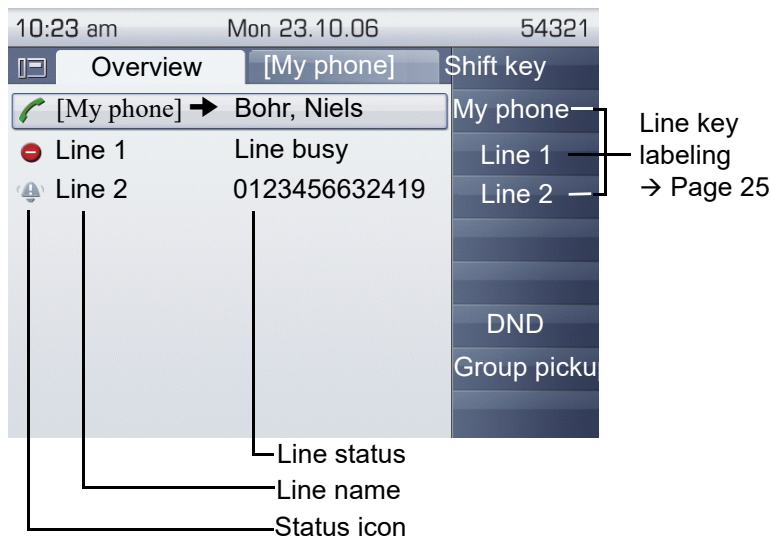 10:23 am Mon 23.10.06 54321
Overview [My phone] Shift key
[My phone] ➔ Bohr, Niels My phone
Line 1 Line busy Line 1
Line 2 0123456632419 Line 2
DND
Group picku
Line key
labeling
→ Page 25
Line status
Line name
Status icon